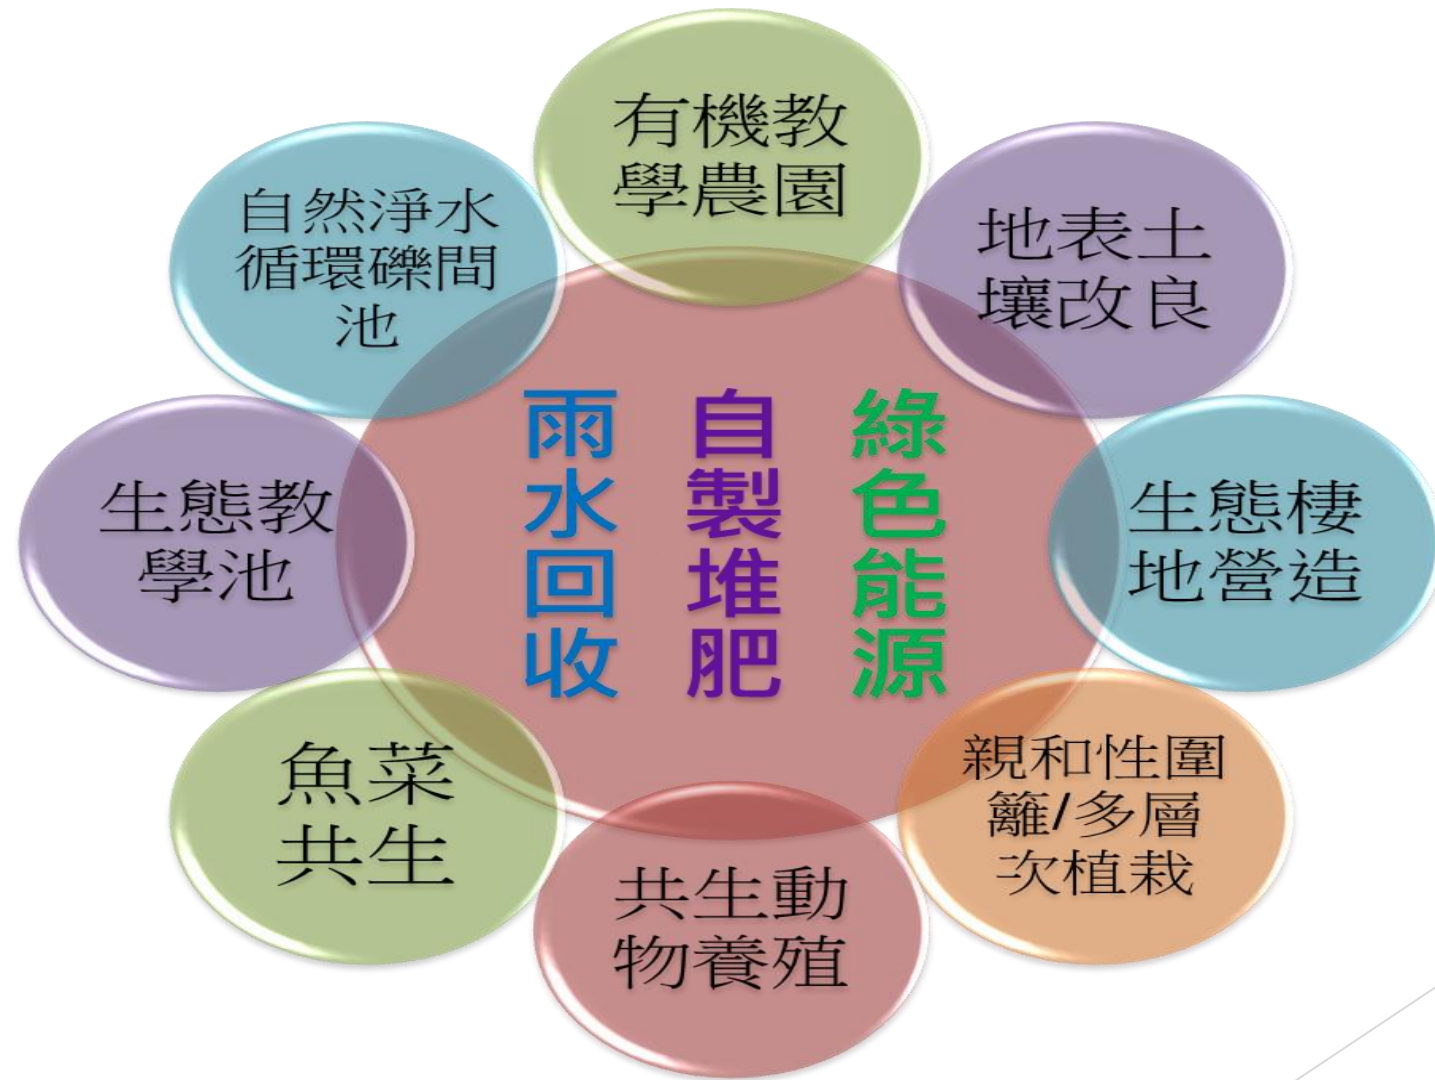 有機教
學農園
地表土
壤改良
生態棲
地營造
親和性圍
籬/多層
次植栽
共生動
物養殖
魚菜
共生
生態教
學池
自然淨水
循環礫間
池
雨水回收
自製堆肥
綠色能源